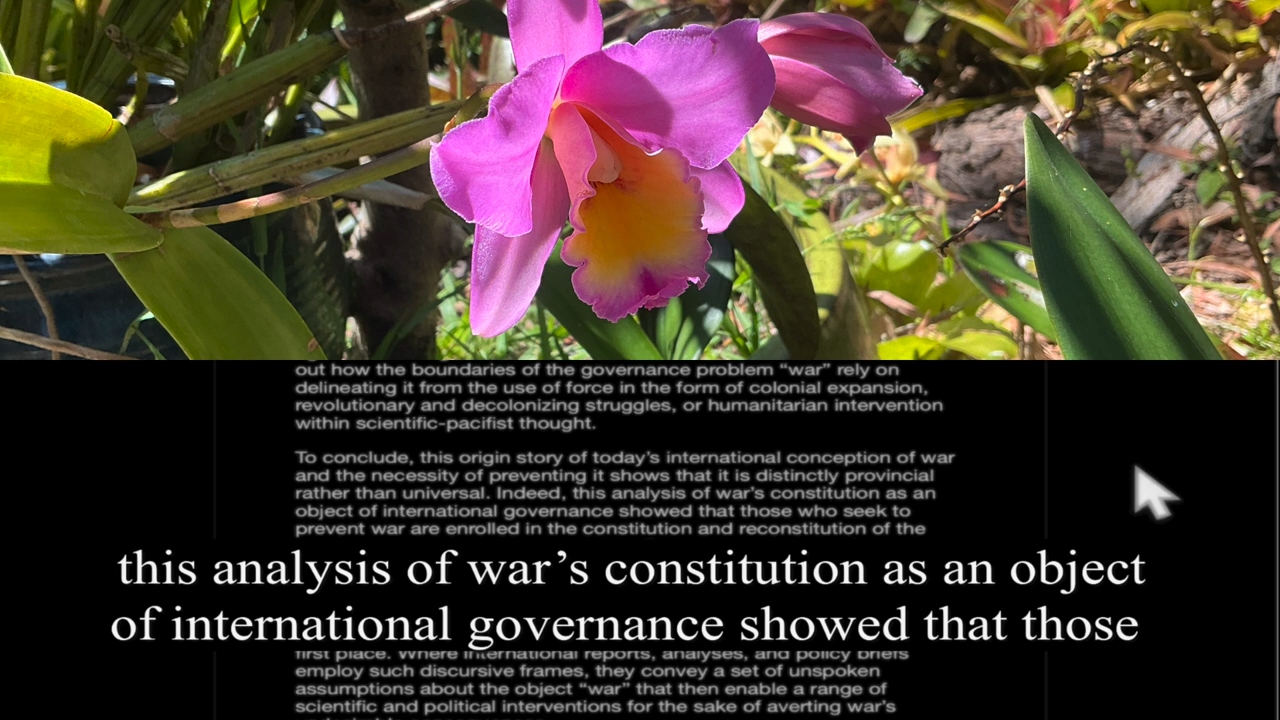 out how the boundaries of the governance problem “war” rely on
delineating it from the use of force in the form of colonial expansion,
revolutionary and decolonizing struggles, or humanitarian intervention
within scientific-pacifist thought.
To conclude, this origin story of today’s international conception of war
and the necessity of preventing it shows that it is distinctly provincial
rather than universal. Indeed, this analysis of war’s constitution as an
object of international governance showed that those who seek to
prevent war are enrolled in the constitution and reconstitution of the
this analysis of war’s constitution as an object
of international governance showed that those
first place. Where international reports, analyses, and policy briefs
employ such discursive frames, they convey a set of unspoken
assumptions about the object “war” that then enable a range of
scientific and political interventions for the sake of averting war’s